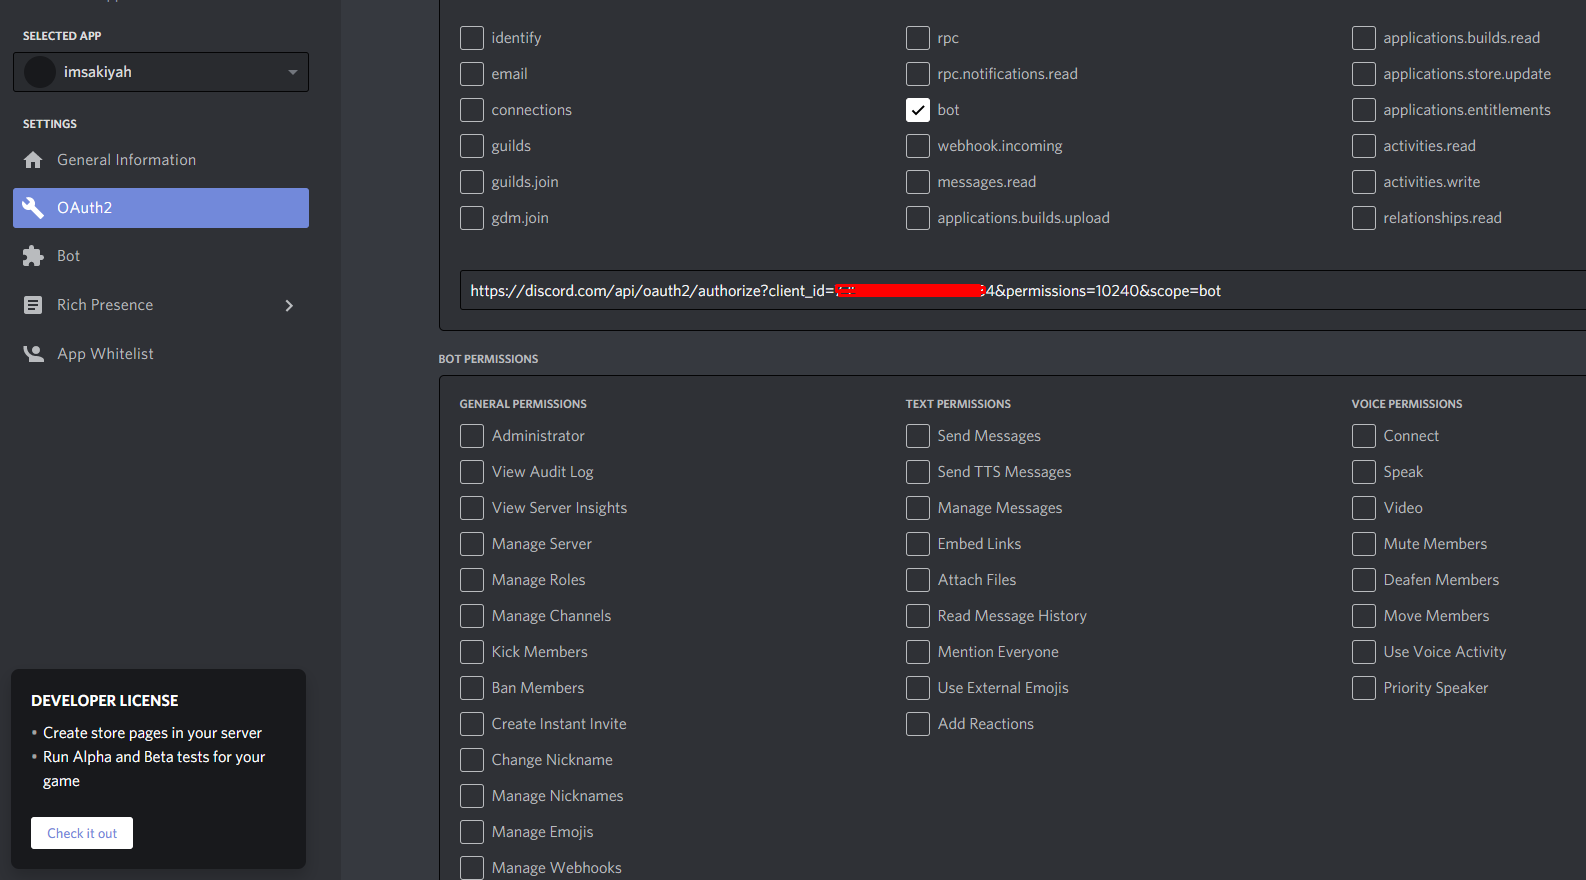 SELECTED APP
imsakiyah
SETTINGS
General Information
OAuth2
Bot
Rich Presence
App Whitelist
DEVELOPER LICENSE
• Create store pages in your server
• Run Alpha and Beta tests for your
game
Check it out
identify
email
connections
guilds
guilds.join
gdm.join
rpc
rpc.notifications.read
bot
webhook.incoming
messages.read
applications.builds.upload
applications.builds.read
applications.store.update
applications.entitlements
activities.read
activities.write
relationships.read
https://discord.com/api/oauth2/authorize?client_id= 4&permissions=10240&scope=bot
BOT PERMISSIONS
GENERAL PERMISSIONS
Administrator
View Audit Log
View Server Insights
Manage Server
Manage Roles
Manage Channels
Kick Members
Ban Members
Create Instant Invite
Change Nickname
Manage Nicknames
Manage Emojis
Manage Webhooks
TEXT PERMISSIONS
Send Messages
Send TTS Messages
Manage Messages
Embed Links
Attach Files
Read Message History
Mention Everyone
Use External Emojis
Add Reactions
VOICE PERMISSIONS
Connect
Speak
Video
Mute Members
Deafen Members
Move Members
Use Voice Activity
Priority Speaker